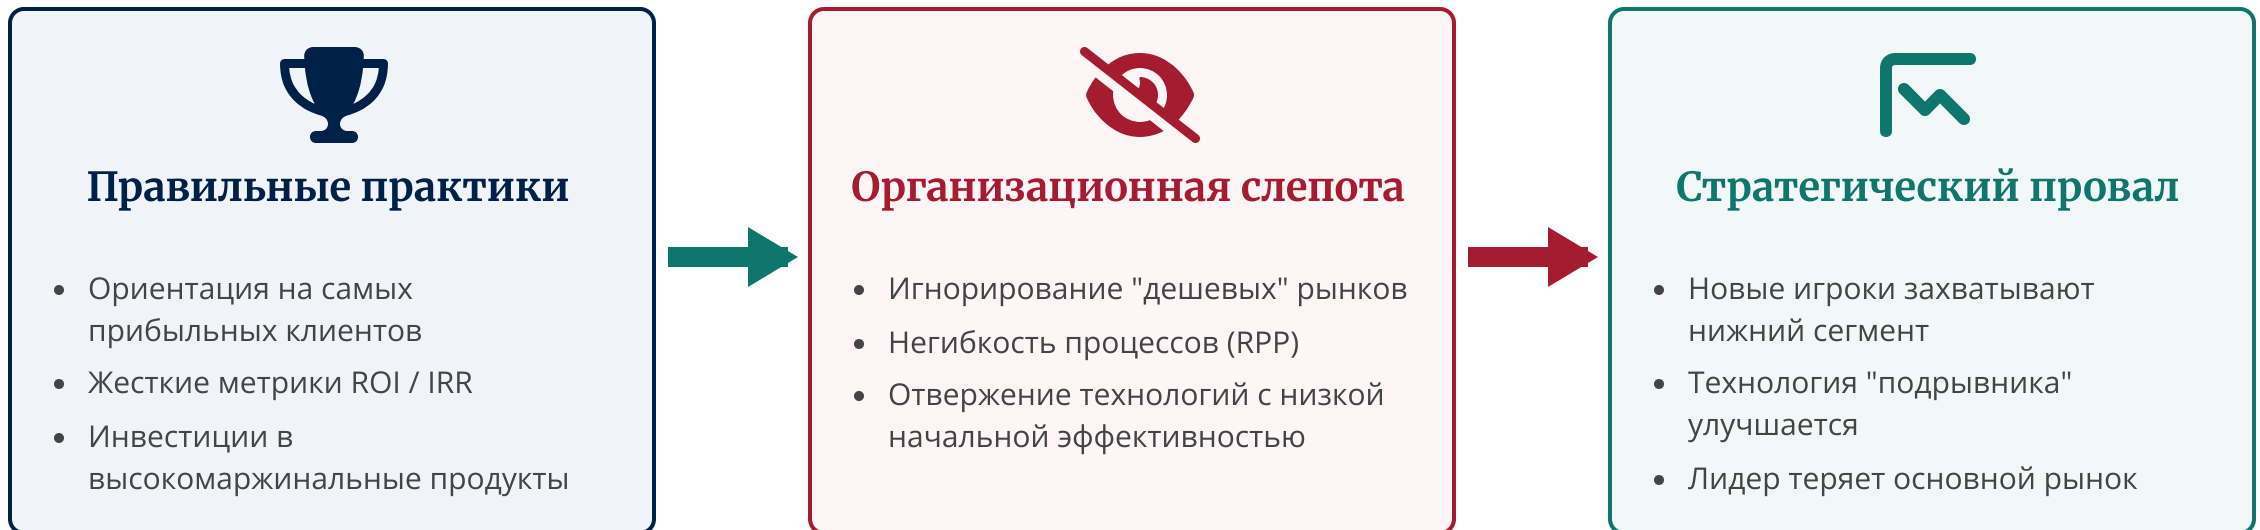 Правильные практики
• Ориентация на самых
прибыльных клиентов
• Жесткие метрики ROI / IRR
• Инвестиции в
высокомаржинальные продукты
Организационная слепота
• Игнорирование "дешевых" рынков
• Негибкость процессов (RPP)
• Отвержение технологий с низкой
начальной эффективностью
Стратегический провал
• Новые игроки захватывают
нижний сегмент
• Технология "подрывника"
улучшается
• Лидер теряет основной рынок